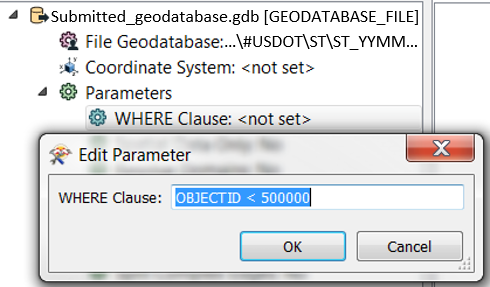 Submitted_geodatabase.gdb [GEODATABASE_FILE]
File Geodatabase:...\#USDOT\ST\ST_YYMM...
Coordinate System: <not set>
Parameters
WHERE Clause: <not set>
Edit Parameter
WHERE Clause: OBJECTID < 500000
OK Cancel